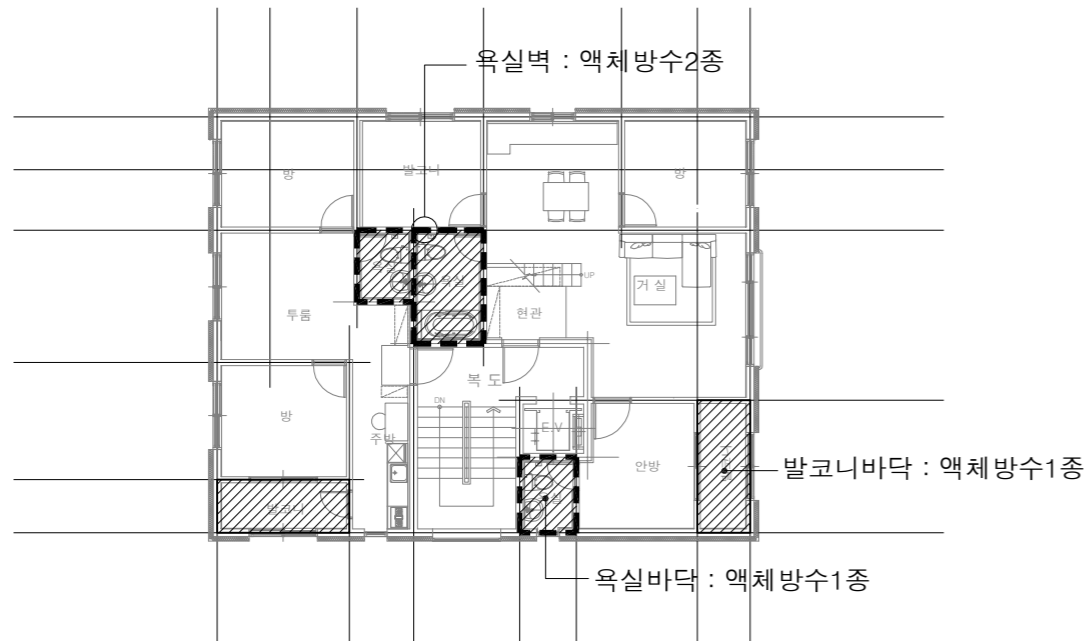 욕실벽 : 액체방수2종
방
발코니
방
욕실
욕실
UP
거 실
투룸
현관
복 도
DN
방
주방
E.V
안방
발코니바닥 : 액체방수1종
발코니
욕실바닥 : 액체방수1종